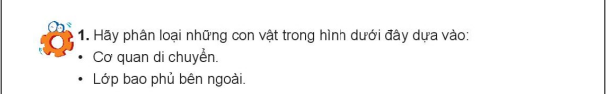 1. Hãy phân loại những con vật trong hình dưới đây dựa vào:
• Cơ quan di chuyển.
• Lớp bao phủ bên ngoài.